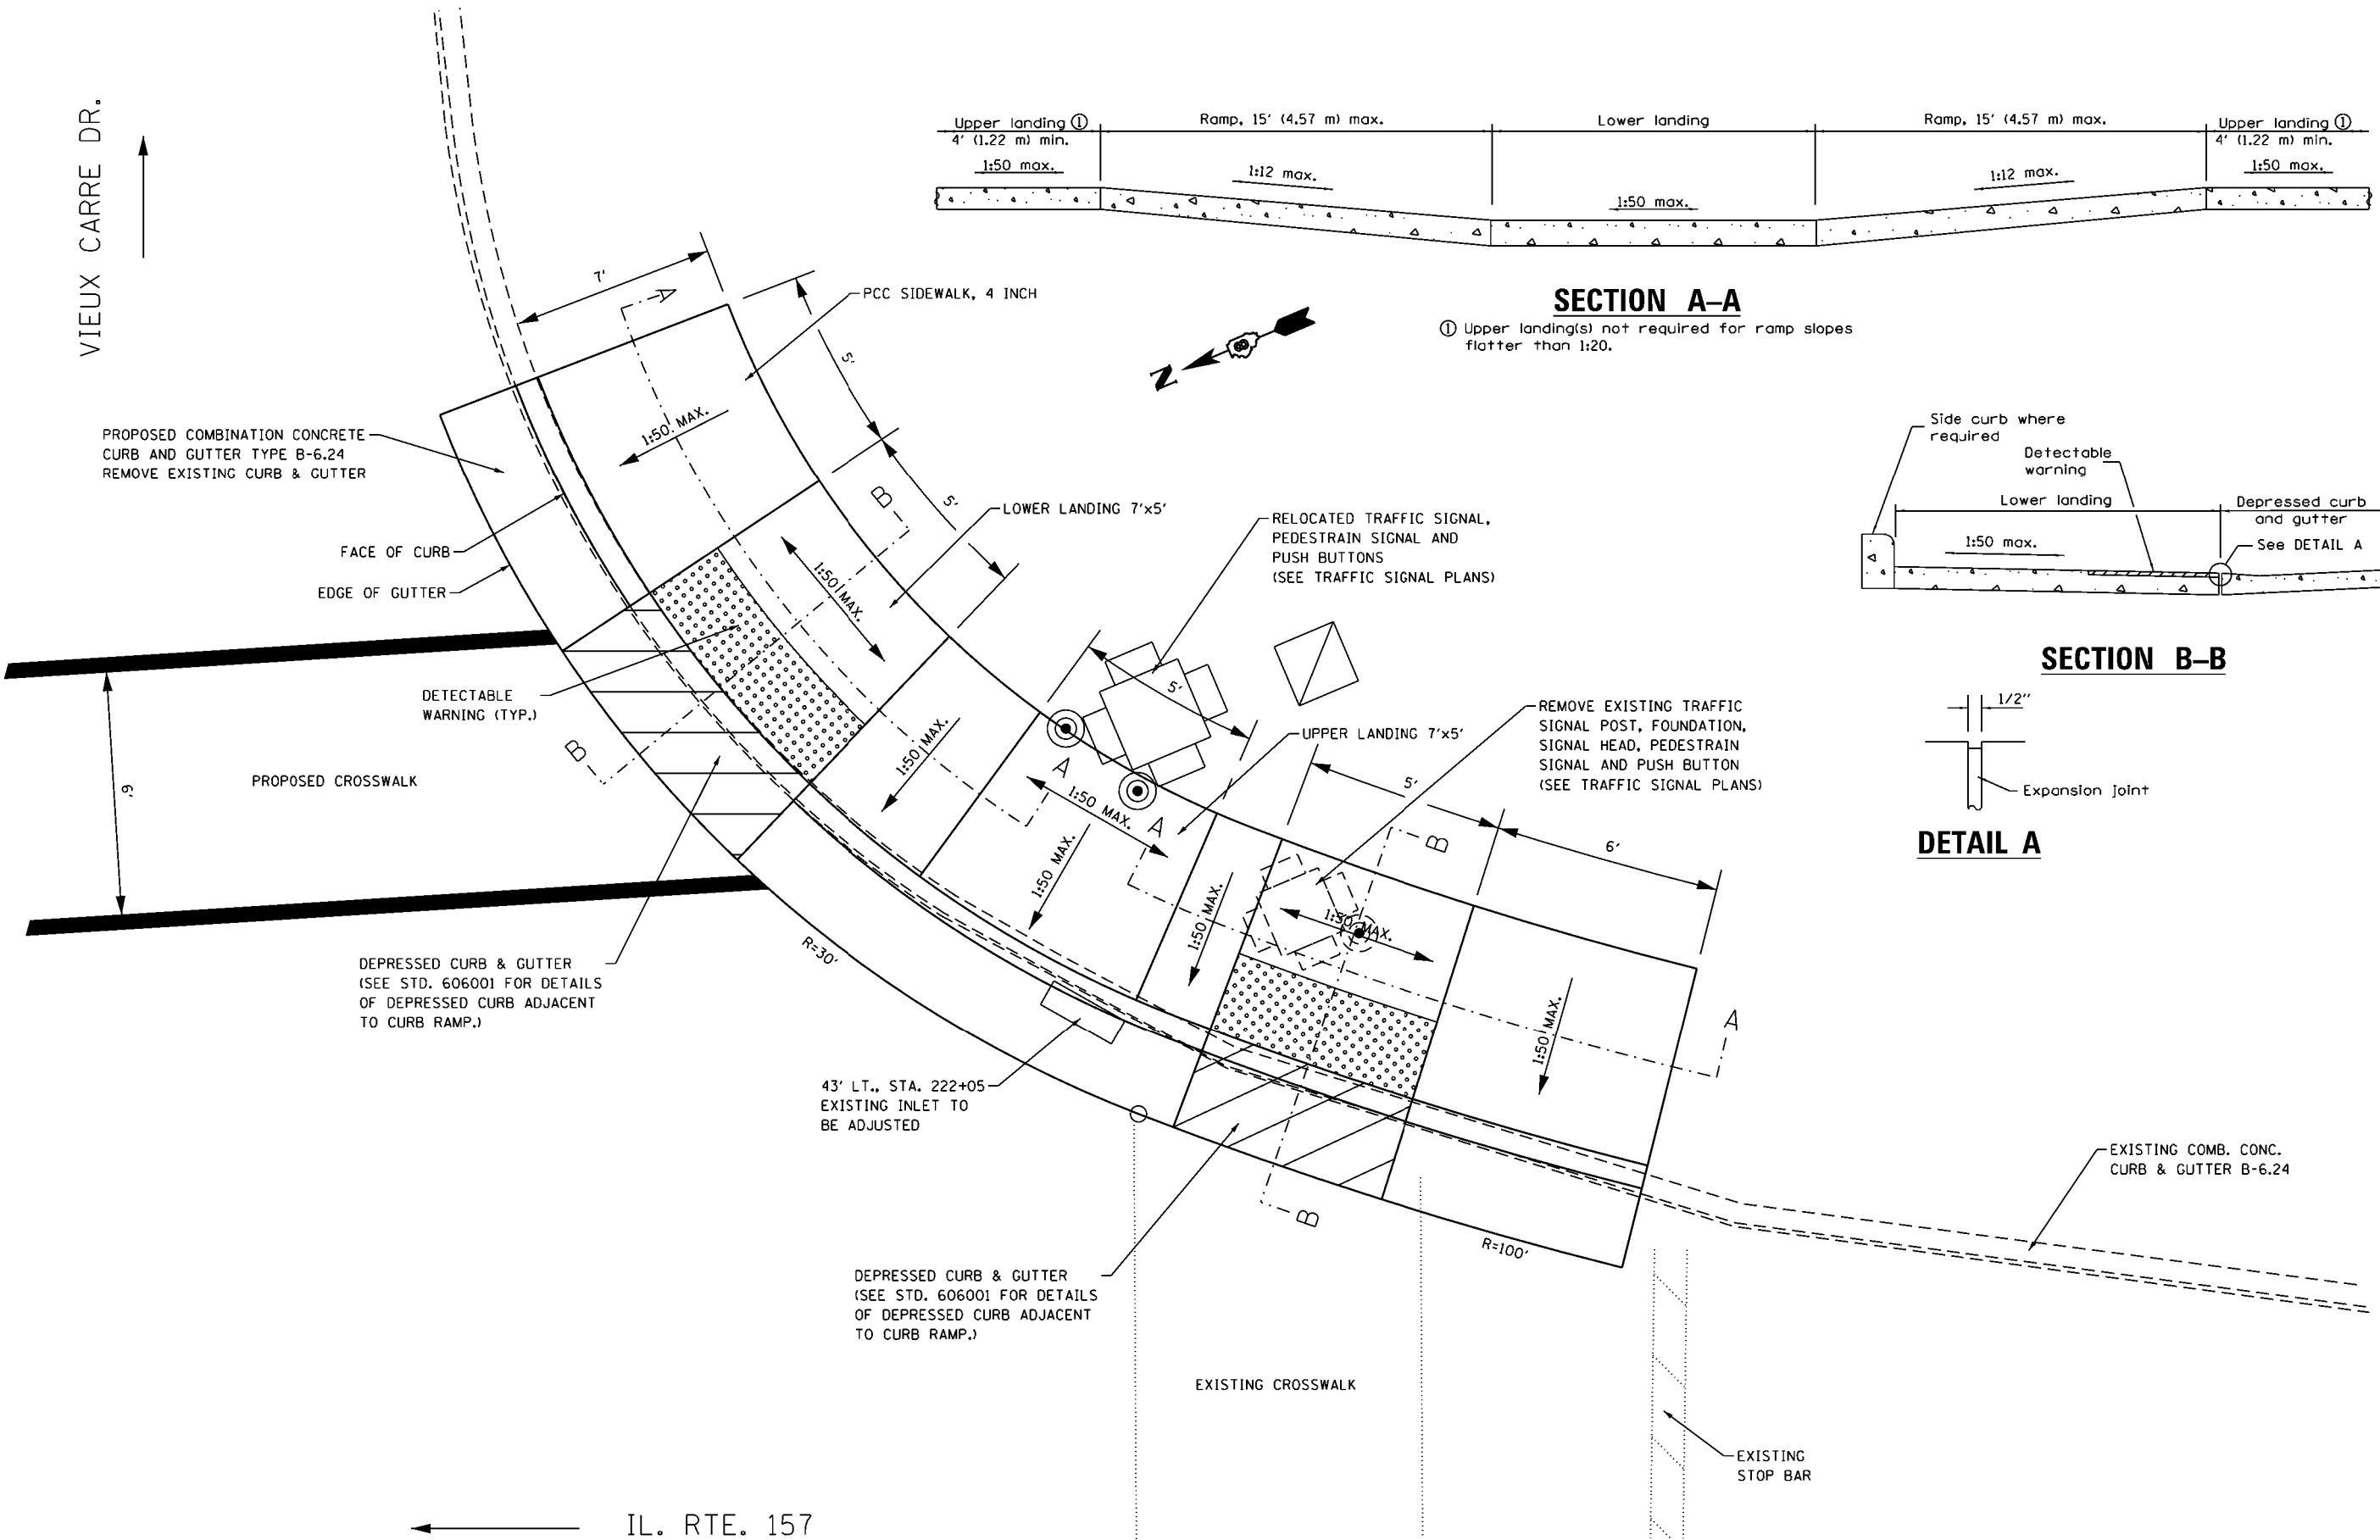 VIEUX CARRE DR.
Upper landing ①
4' (1.22 m) min.
1:50 max.
Ramp, 15' (4.57 m) max.
1:12 max.
Lower landing
1:50 max.
Ramp, 15' (4.57 m) max.
1:12 max.
Upper landing ①
4' (1.22 m) min.
1:50 max.
SECTION A–A
① Upper landing(s) not required for ramp slopes
flatter than 1:20.
N
Side curb where
required
Detectable
warning
Lower landing
Depressed curb
and gutter
1:50 max.
See DETAIL A
SECTION B–B
1/2"
Expansion joint
DETAIL A
7'
A
PCC SIDEWALK, 4 INCH
5'
1:50 MAX.
PROPOSED COMBINATION CONCRETE
CURB AND GUTTER TYPE B-6.24
REMOVE EXISTING CURB & GUTTER
B
5'
LOWER LANDING 7'x5'
RELOCATED TRAFFIC SIGNAL,
PEDESTRAIN SIGNAL AND
PUSH BUTTONS
(SEE TRAFFIC SIGNAL PLANS)
FACE OF CURB
EDGE OF GUTTER
1:50 MAX.
DETECTABLE
WARNING (TYP.)
5'
REMOVE EXISTING TRAFFIC
SIGNAL POST, FOUNDATION,
SIGNAL HEAD, PEDESTRAIN
SIGNAL AND PUSH BUTTON
(SEE TRAFFIC SIGNAL PLANS)
UPPER LANDING 7'x5'
1:50 MAX.
B
PROPOSED CROSSWALK
6'
A
1:50 MAX.
A
5'
B
6'
1:50 MAX.
1:50 MAX.
1:50 MAX.
R=30'
DEPRESSED CURB & GUTTER
(SEE STD. 606001 FOR DETAILS
OF DEPRESSED CURB ADJACENT
TO CURB RAMP.)
1:50 MAX.
A
43' LT., STA. 222+05
EXISTING INLET TO
BE ADJUSTED
EXISTING COMB. CONC.
CURB & GUTTER B-6.24
B
R=100'
DEPRESSED CURB & GUTTER
(SEE STD. 606001 FOR DETAILS
OF DEPRESSED CURB ADJACENT
TO CURB RAMP.)
EXISTING CROSSWALK
EXISTING
STOP BAR
IL. RTE. 157